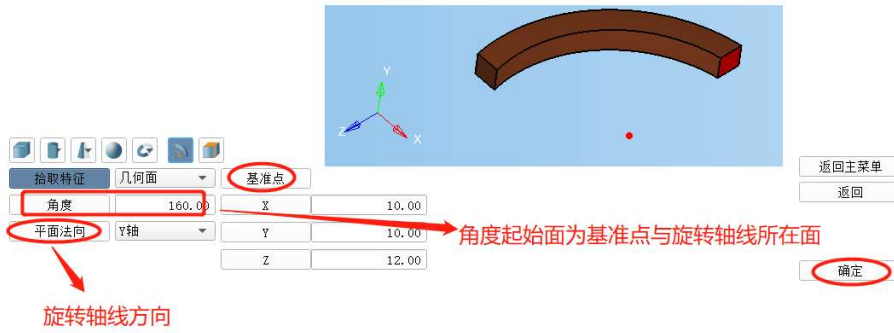 Y
Z
X
拾取特征 几何面 基准点
角度 160.00 X 10.00
平面法向 Y轴 Y 10.00
Z 12.00
角度起始面为基准点与旋转轴线所在面
旋转轴线方向
返回主菜单
返回
确定